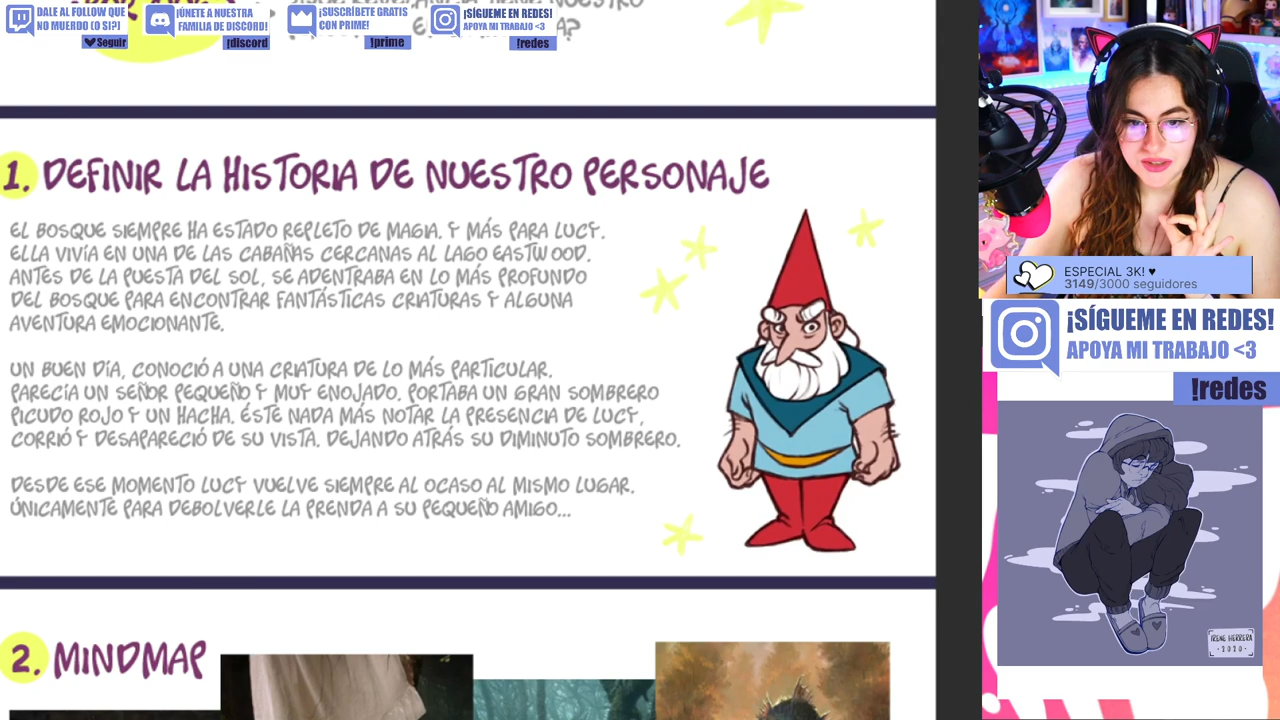 DALE AL FOLLOW QUE
NO MUERDO LO SI?!
Seguir
¡ÚNETE A NUESTRA
FAMILIA DE DISCORD!
!discord
¡SUSCRÍBETE GRATIS
CON PRIME!
!prime
¡SÍGUEME EN REDES!
APOYA MI TRABAJO <3
!redes
1. DEFINIR LA HISTORIA DE NUESTRO PERSONAJE
EL BOSQUE SIEMPRE HA ESTADO REPLETO DE MAGIA. Y MÁS PARA LUCY.
ELLA VIVÍA EN UNA DE LAS CABAÑAS CERCANAS AL LAGO EASTWOOD.
ANTES DE LA PUESTA DEL SOL, SE ADENTRABA EN LO MÁS PROFUNDO
DEL BOSQUE PARA ENCONTRAR FANTÁSTICAS CRIATURAS Y ALGUNA
AVENTURA EMOCIONANTE.
UN BUEN DÍA, CONOCIÓ A UNA CRIATURA DE LO MÁS PARTICULAR.
PARECÍA UN SEÑOR PEQUEÑO Y MUY ENOJADO. PORTABA UN GRAN SOMBRERO
PICUDO ROJO Y UN HACHA. ÉSTE NADA MÁS NOTAR LA PRESENCIA DE LUCY,
CORRIÓ Y DESAPARECIÓ DE SU VISTA. DEJANDO ATRÁS SU DIMINUTO SOMBRERO.
DESDE ESE MOMENTO LUCY VUELVE SIEMPRE AL OCASO AL MISMO LUGAR.
ÚNICAMENTE PARA DEBOLVERLE LA PRENDA A SU PEQUEÑO AMIGO...
2. MINDMAP
ESPECIAL 3K! ♥
3149/3000 seguidores
¡SÍGUEME EN REDES!
APOYA MI TRABAJO <3
!redes
IRENE HERRERA
·2020·